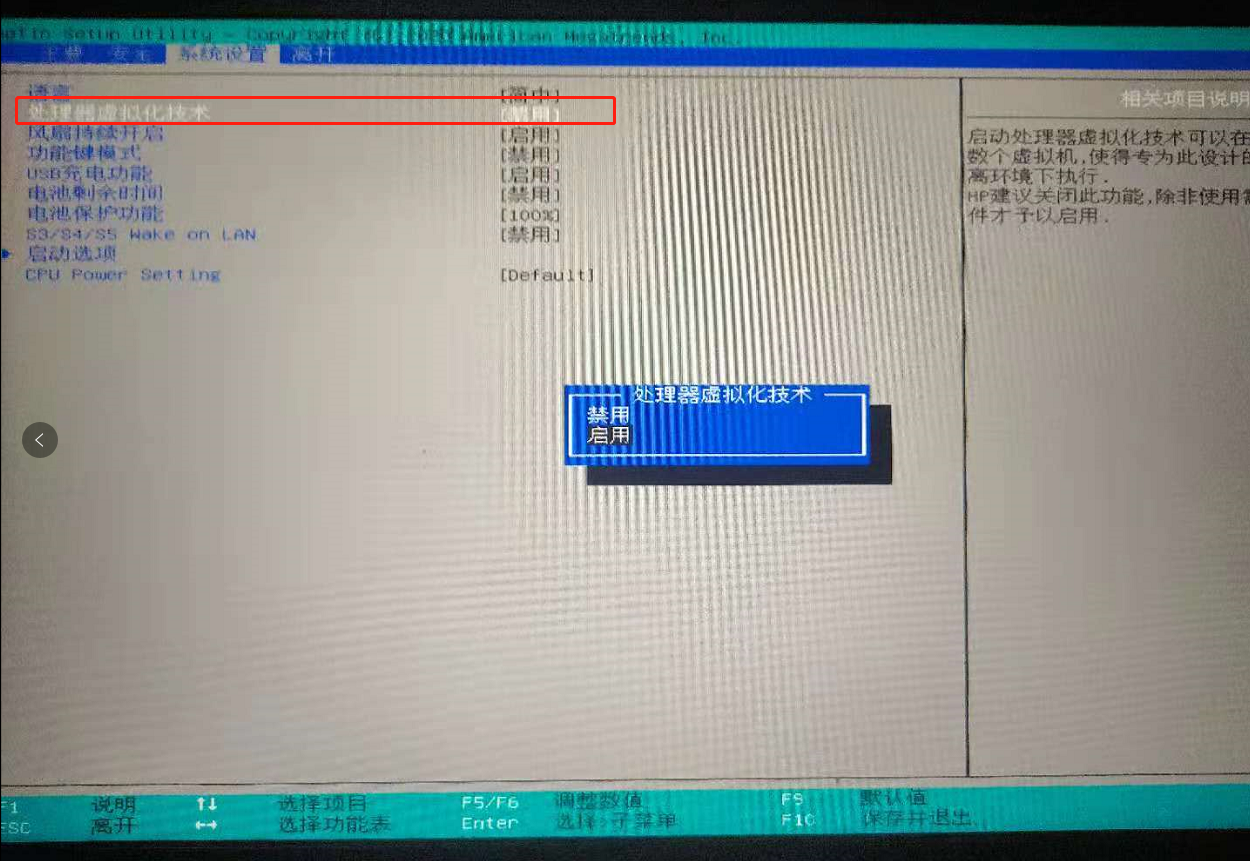 Setup Utility - Copyright American Megatrends, Inc.
主要 安全 系统设置 离开
语言 [简中]
处理器虚拟化技术 [禁用]
风扇持续开启 [启用]
功能键模式 [禁用]
USB充电功能 [启用]
电池剩余时间 [禁用]
电池保护功能 [100%]
S3/S4/S5 Wake on LAN [禁用]
启动选项
CPU Power Setting [Default]
处理器虚拟化技术
禁用
启用
相关项目说明
启动处理器虚拟化技术可以在
数个虚拟机,使得专为此设计的
离环境下执行.
HP建议关闭此功能,除非使用
件才予以启用.
F1 说明 ↑↓ 选择项目 F5/F6 调整数值 F9 默认值
ESC 离开 ←→ 选择功能表 Enter 选择>子菜单 F10 保存并退出